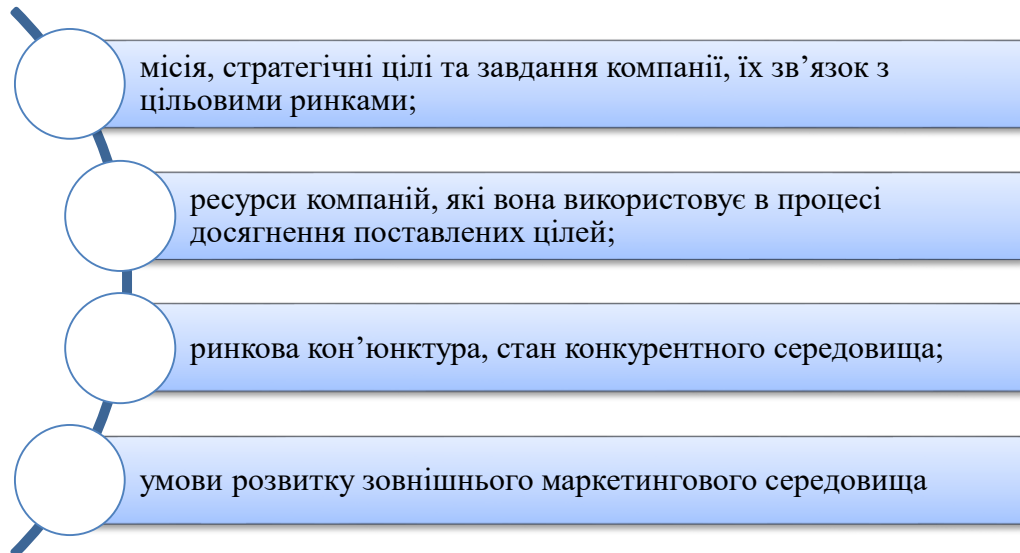 місія, стратегічні цілі та завдання компанії, їх зв’язок з
цільовими ринками;
ресурси компаній, які вона використовує в процесі
досягнення поставлених цілей;
ринкова кон’юнктура, стан конкурентного середовища;
умови розвитку зовнішнього маркетингового середовища